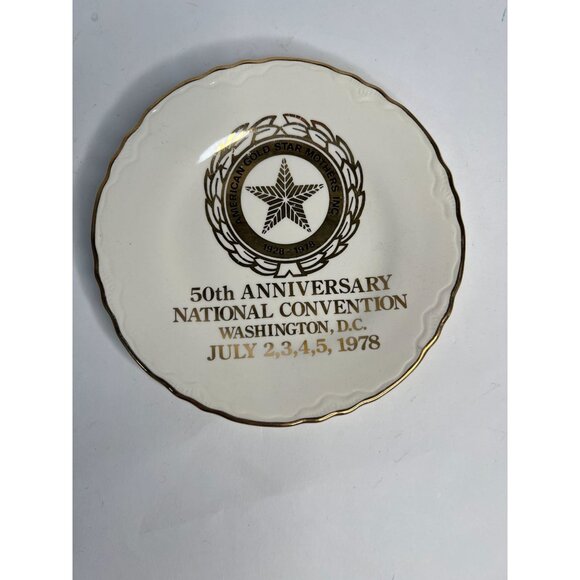 AMERICAN GOLD STAR MOTHERS INC.
1928-1978
50th ANNIVERSARY
NATIONAL CONVENTION
WASHINGTON, D.C.
JULY 2,3,4,5, 1978